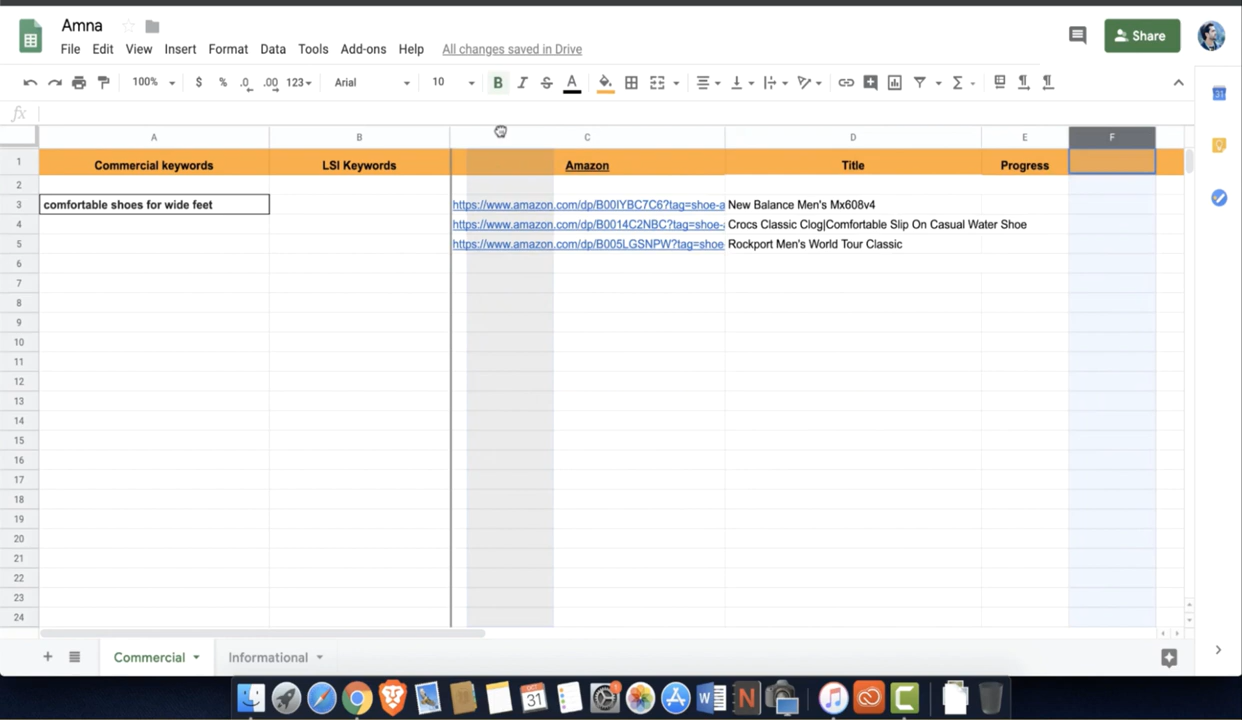 Amna
File Edit View Insert Format Data Tools Add-ons Help All changes saved in Drive
Share
100% $ % .0 .00 123 Arial 10 B I S A
fx
A B C D E F
1 Commercial keywords LSI Keywords Amazon Title Progress
2
3 comfortable shoes for wide feet https://www.amazon.com/dp/B00IYBC7C6?tag=shoe-a New Balance Men's Mx608v4
4 https://www.amazon.com/dp/B0014C2NBC?tag=shoe- Crocs Classic Clog|Comfortable Slip On Casual Water Shoe
5 https://www.amazon.com/dp/B005LGSNPW?tag=shoe Rockport Men's World Tour Classic
6
7
8
9
10
11
12
13
14
15
16
17
18
19
20
21
22
23
24
Commercial Informational
31